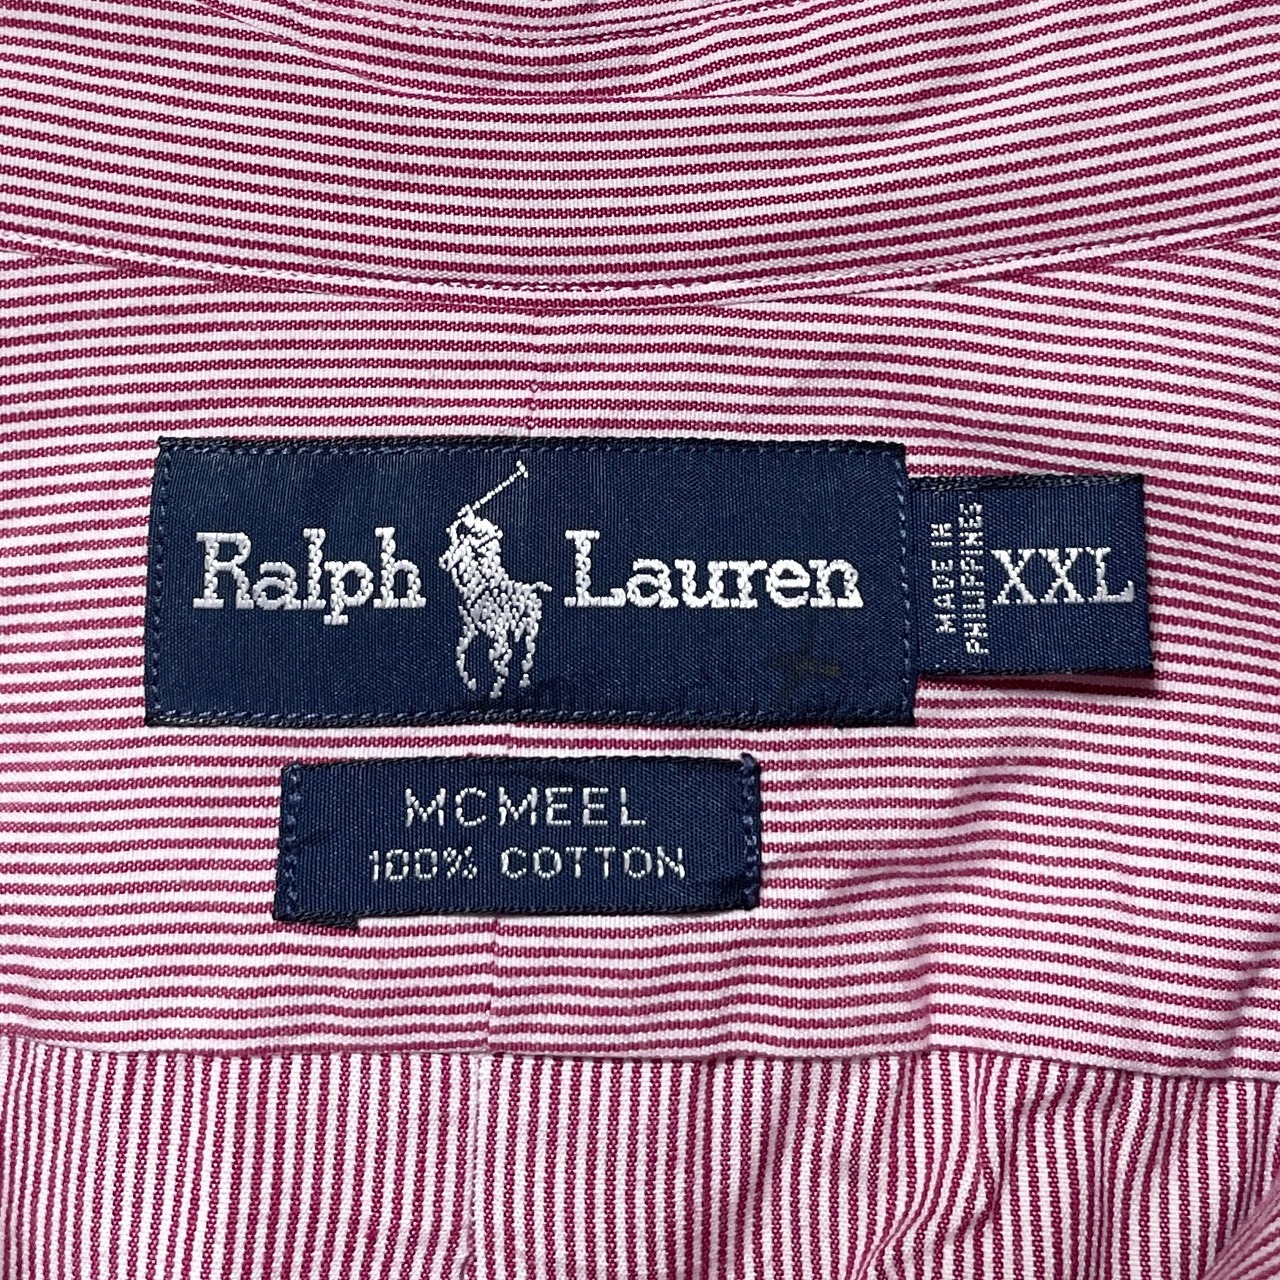 Ralph Lauren
MADE IN
PHILIPPINES
XXL
MCMEEL
100% COTTON